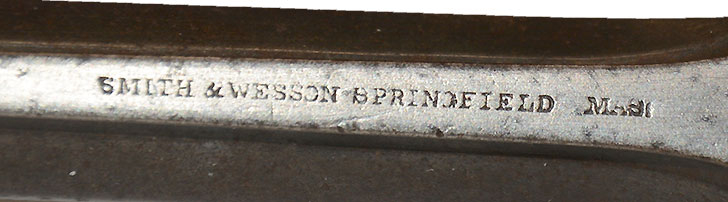 SMITH & WESSON SPRINGFIELD MASS